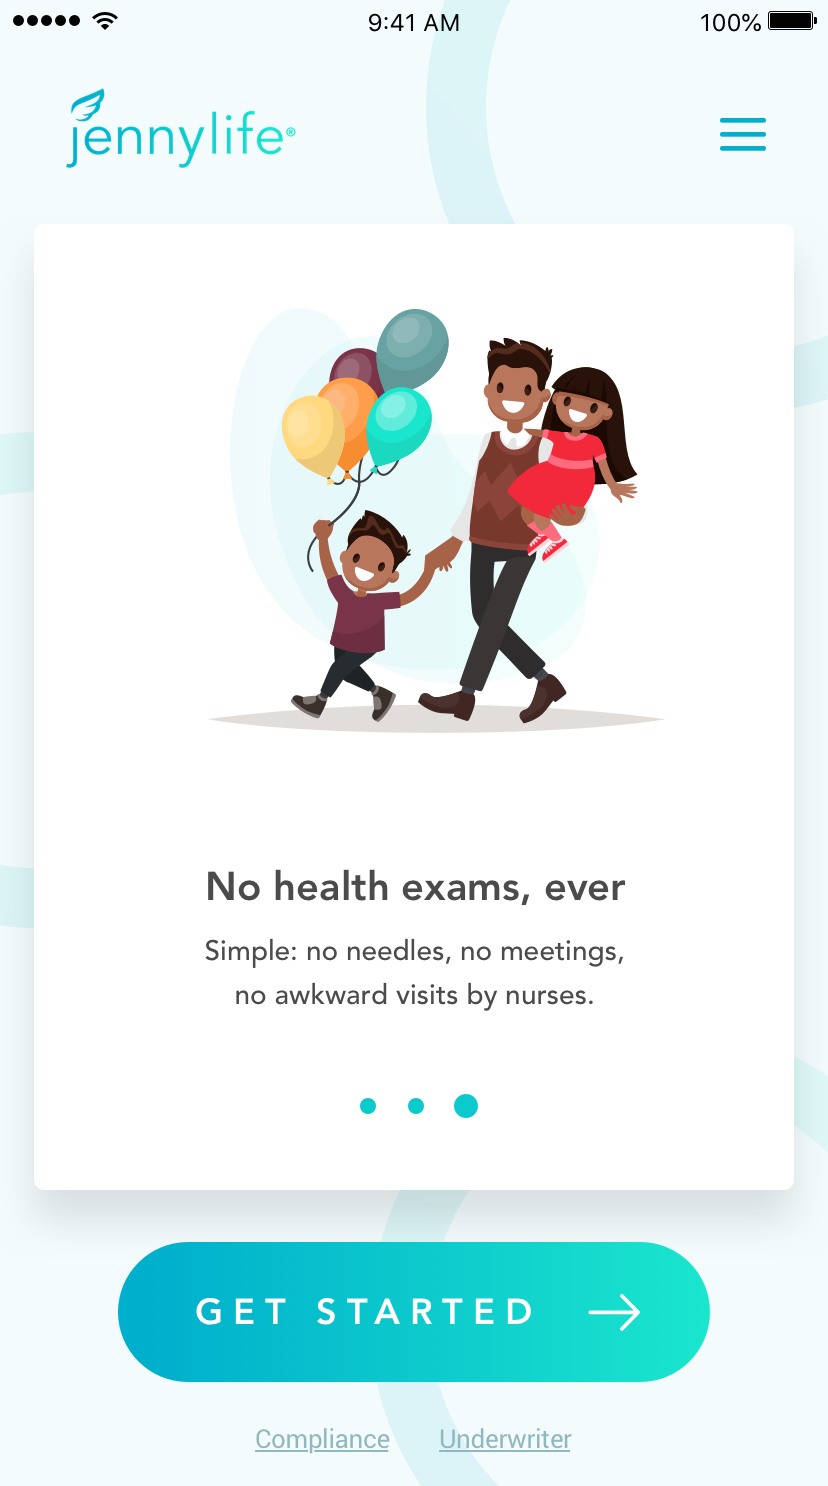 9:41 AM
100%
jennylife®
No health exams, ever
Simple: no needles, no meetings,
no awkward visits by nurses.
GET STARTED
Compliance
Underwriter